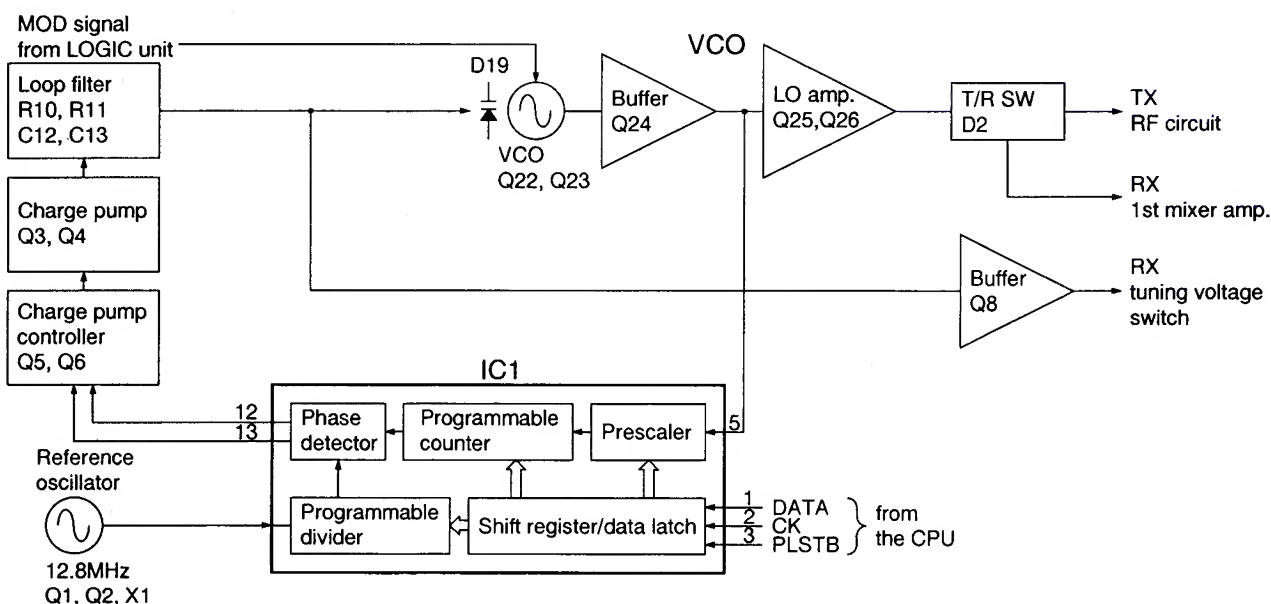 MOD signal
from LOGIC unit
VCO
Loop filter
R10, R11
C12, C13
D19
VCO
Q22, Q23
Buffer
Q24
LO amp.
Q25,Q26
T/R SW
D2
TX
RF circuit
RX
1st mixer amp.
Charge pump
Q3, Q4
Buffer
Q8
RX
tuning voltage
switch
Charge pump
controller
Q5, Q6
IC1
12
13
Phase
detector
Programmable
counter
Prescaler
5
Reference
oscillator
12.8MHz
Q1, Q2, X1
Programmable
divider
Shift register/data latch
1 DATA
2 CK
3 PLSTB
from
the CPU